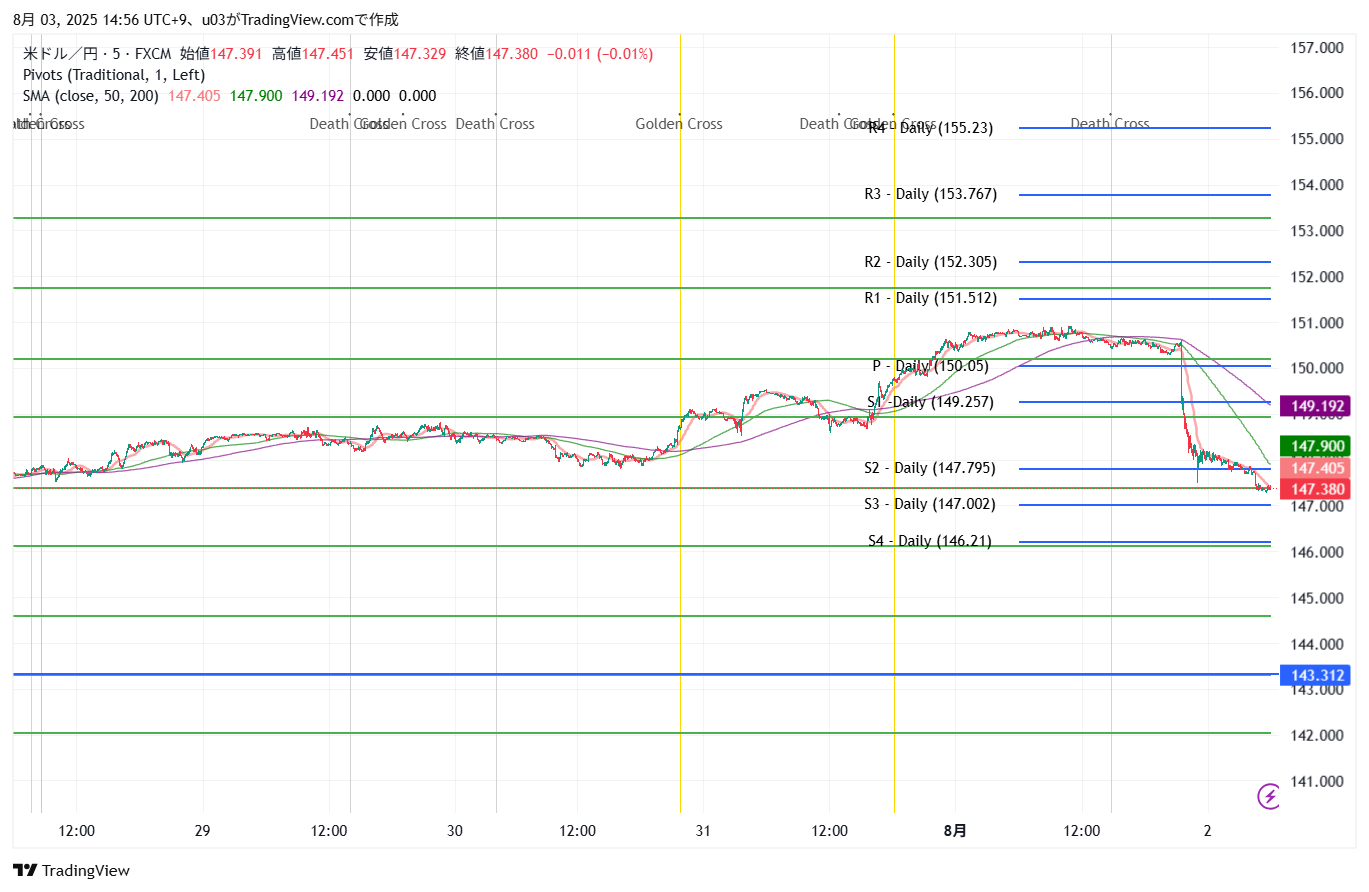 8月 03, 2025 14:56 UTC+9、u03がTradingView.comで作成
米ドル／円・5・FXCM 始値147.391 高値147.451 安値147.329 終値147.380 −0.011 (−0.01%)
Pivots (Traditional, 1, Left)
SMA (close, 50, 200) 147.405 147.900 149.192 0.000 0.000
Death Cross Golden Cross Death Cross Golden Cross Death Cross Golden Cross Death Cross
R4 - Daily (155.23)
R3 - Daily (153.767)
R2 - Daily (152.305)
R1 - Daily (151.512)
P - Daily (150.05)
S1 - Daily (149.257)
S2 - Daily (147.795)
S3 - Daily (147.002)
S4 - Daily (146.21)
157.000
156.000
155.000
154.000
153.000
152.000
151.000
150.000
149.192
147.900
147.405
147.380
147.000
146.000
145.000
144.000
143.312
143.000
142.000
141.000
12:00 29 12:00 30 12:00 31 12:00 8月 12:00 2
TradingView